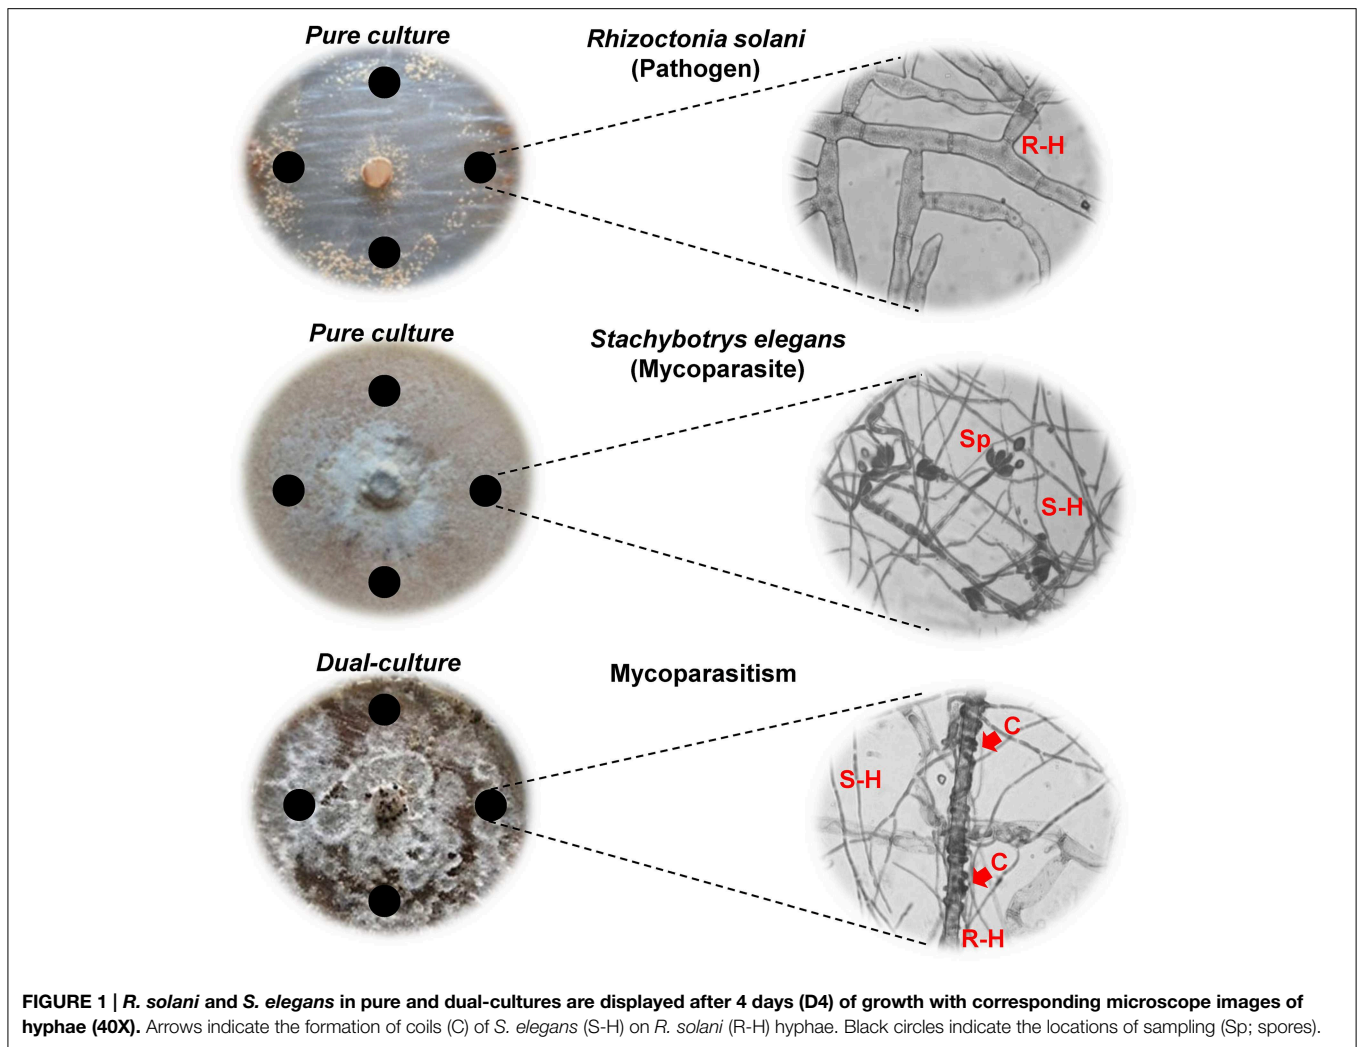 Pure culture
Rhizoctonia solani
(Pathogen)
R-H
Pure culture
Stachybotrys elegans
(Mycoparasite)
Sp
S-H
Dual-culture
Mycoparasitism
C
S-H
C
R-H
FIGURE 1 | R. solani and S. elegans in pure and dual-cultures are displayed after 4 days (D4) of growth with corresponding microscope images of
hyphae (40X). Arrows indicate the formation of coils (C) of S. elegans (S-H) on R. solani (R-H) hyphae. Black circles indicate the locations of sampling (Sp; spores).